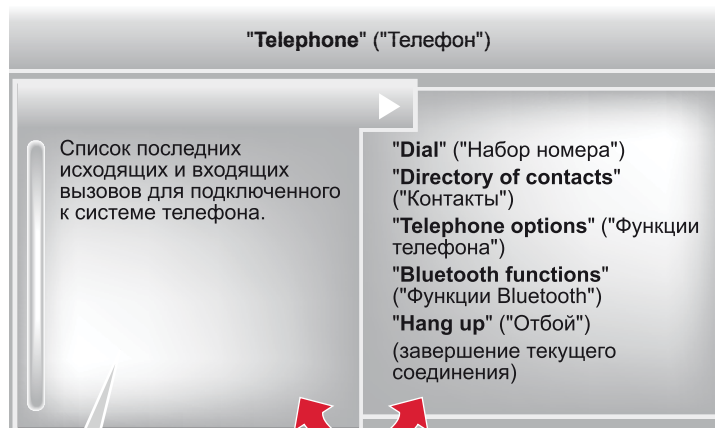 "Telephone" ("Телефон")
Список последних
исходящих и входящих
вызовов для подключенного
к системе телефона.
"Dial" ("Набор номера")
"Directory of contacts"
("Контакты")
"Telephone options" ("Функции
телефона")
"Bluetooth functions"
("Функции Bluetooth")
"Hang up" ("Отбой")
(завершение текущего
соединения)